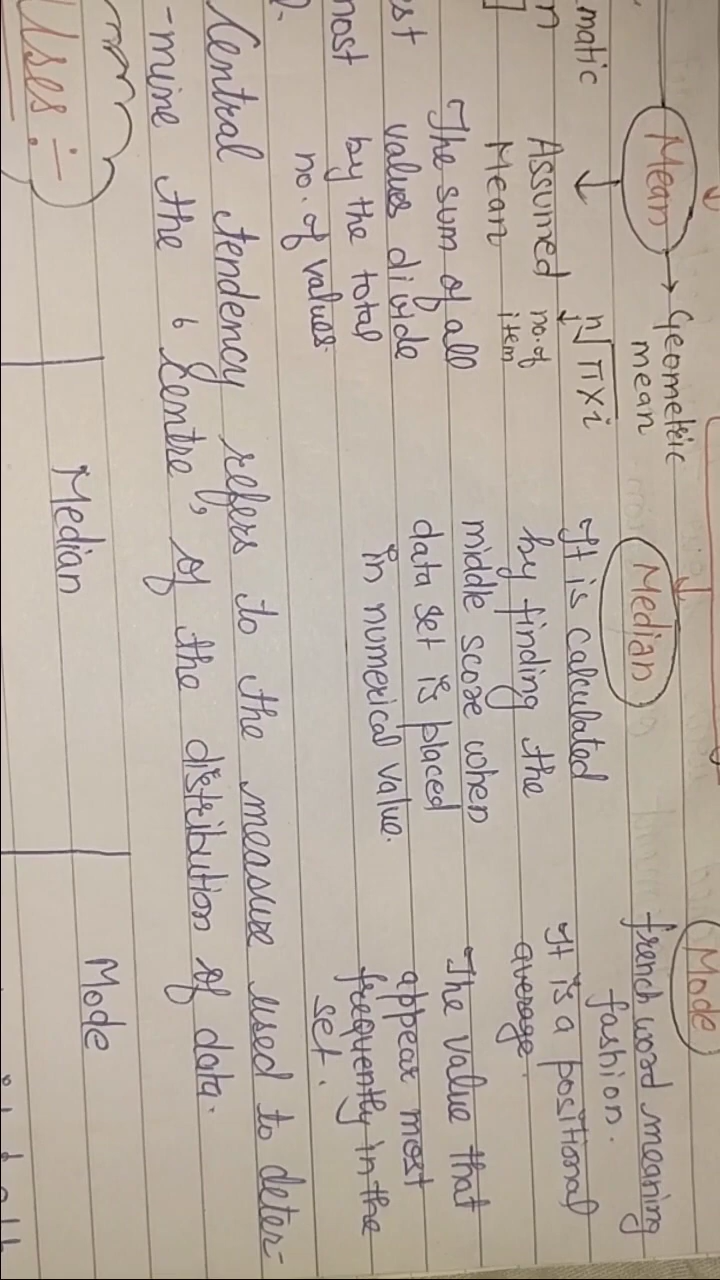 Mean → Geometric
mean
Median
Mode
french word meaning
fashion.
matic
↓
n√π×i
Assumed no. of
Mean item
It is calculated
by finding the
middle score when
data set is placed
in numerical value.
It is a positional
average.
The sum of all
values divide
by the total
no. of values.
The value that
appear most
frequently in the
set.
est
most
Central tendency refers to the measure used to deter-
-mine the 'Centre' of the distribution of data.
Uses :-
Median
Mode